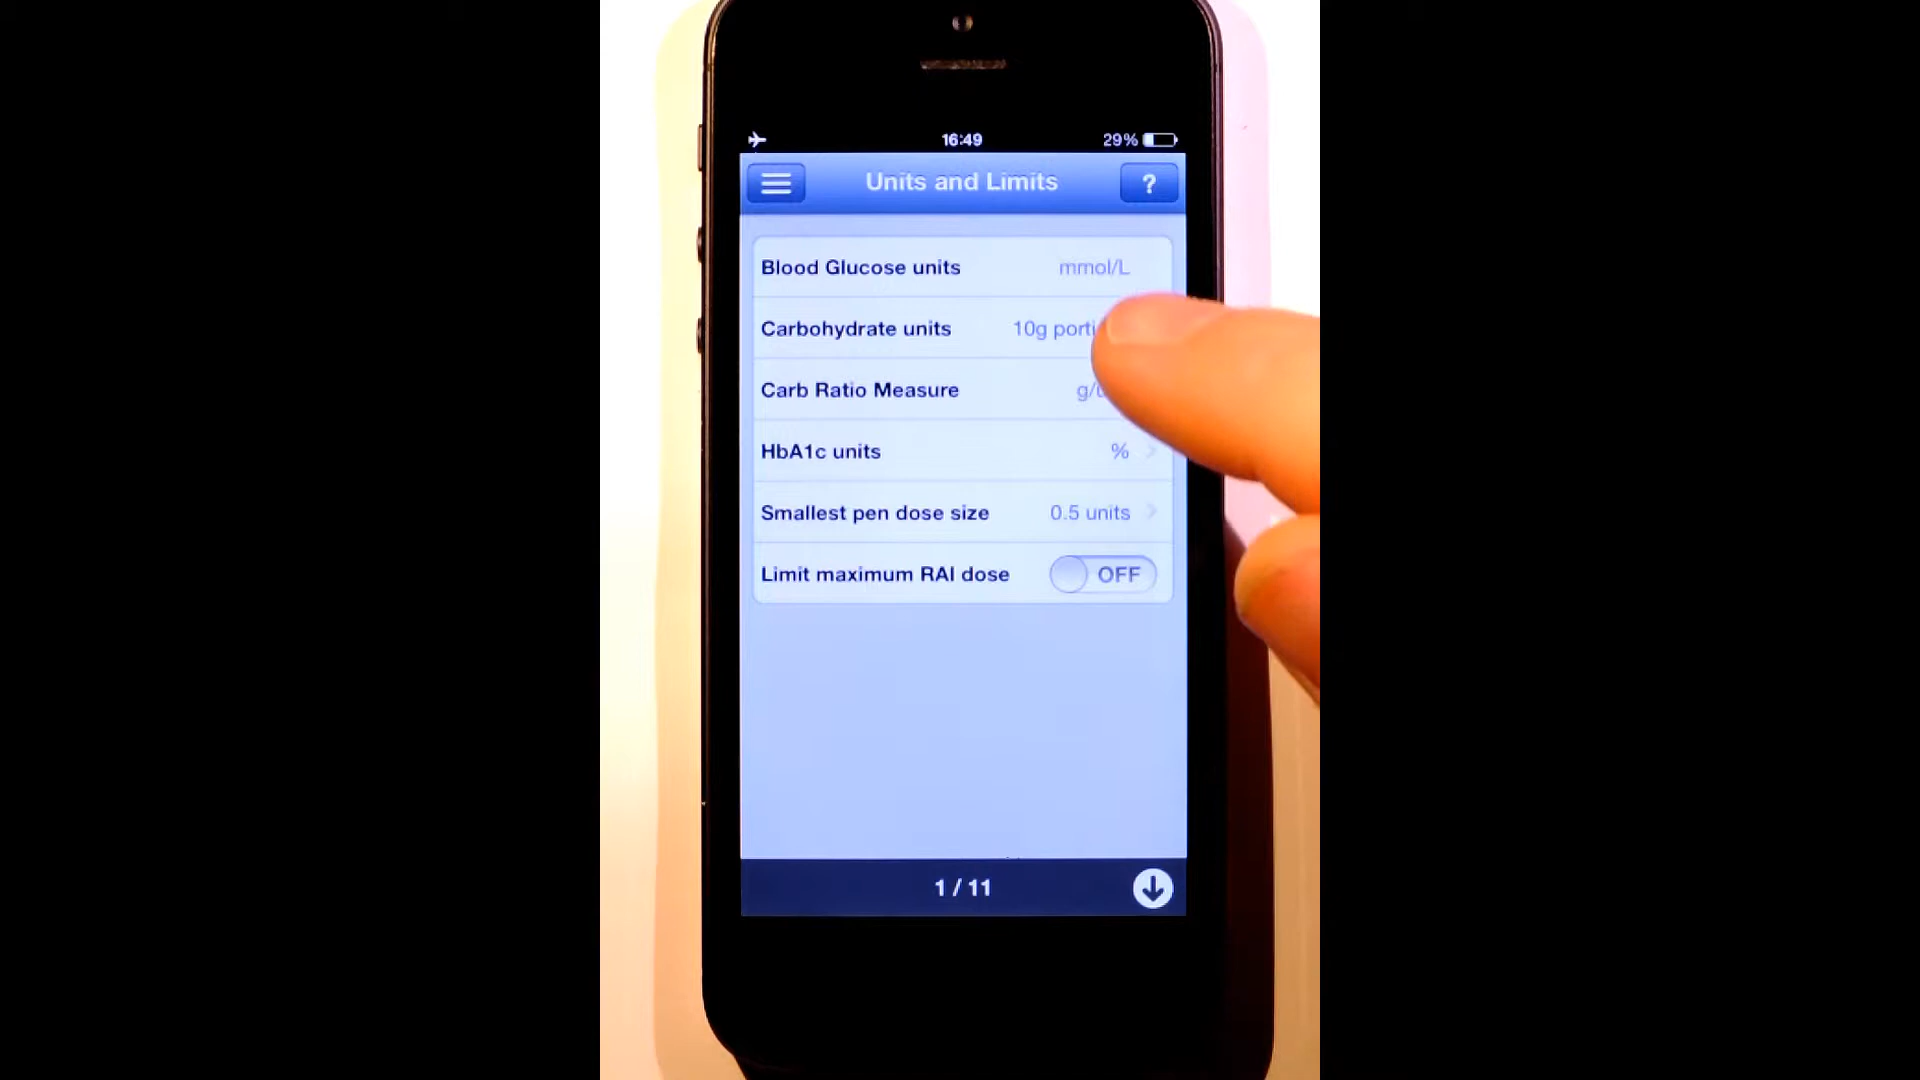 16:49 29%
Units and Limits ?
Blood Glucose units mmol/L
Carbohydrate units 10g
Carb Ratio Measure
HbA1c units %
Smallest pen dose size 0.5 units
Limit maximum RAI dose OFF
1 / 11